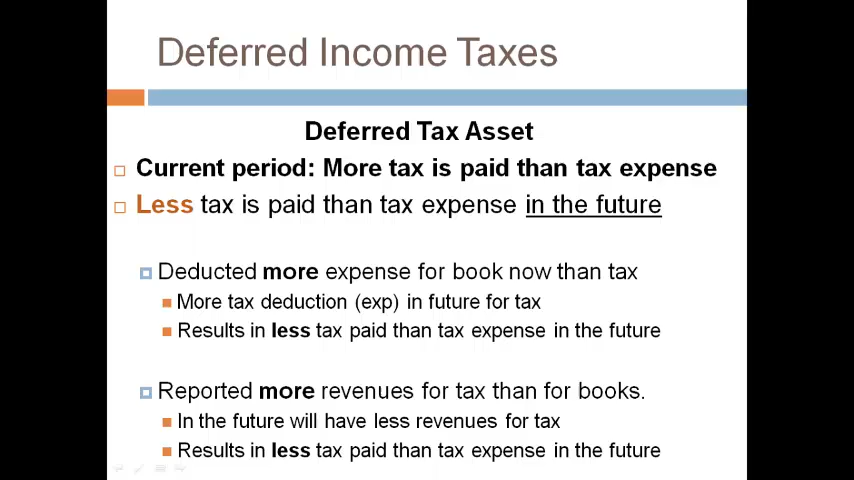 Deferred Income Taxes
Deferred Tax Asset
Current period: More tax is paid than tax expense
Less tax is paid than tax expense in the future
Deducted more expense for book now than tax
More tax deduction (exp) in future for tax
Results in less tax paid than tax expense in the future
Reported more revenues for tax than for books.
In the future will have less revenues for tax
Results in less tax paid than tax expense in the future